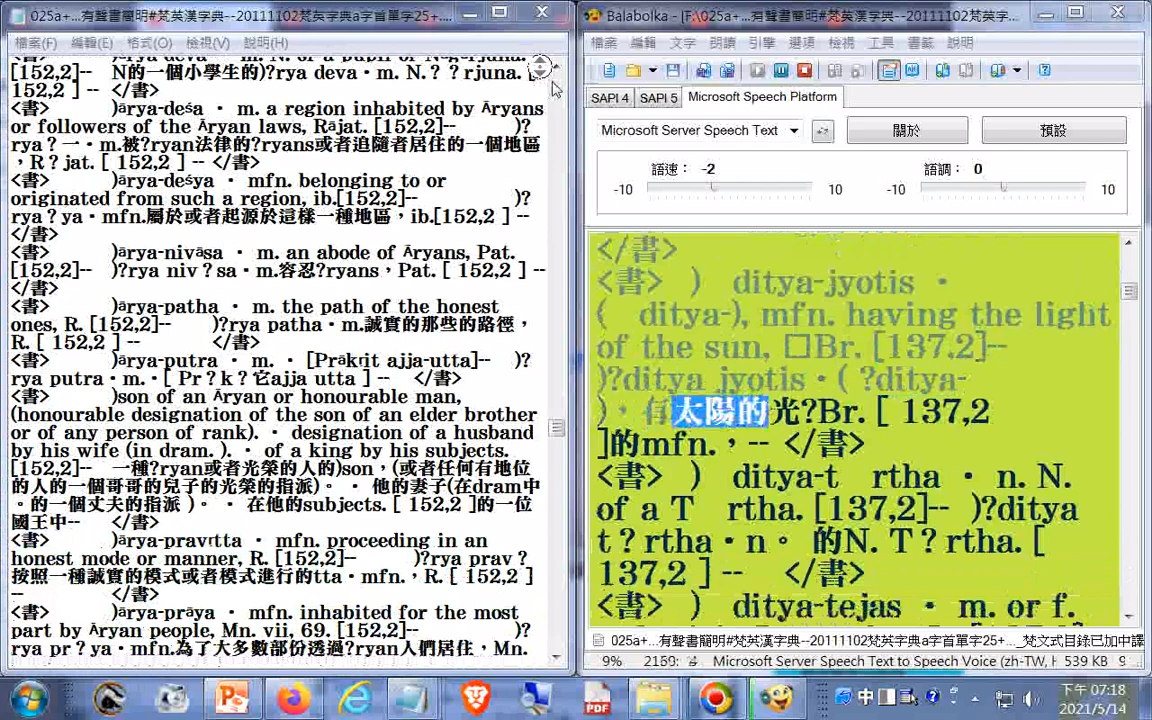 有聲書簡明#梵英漢字典--20111102梵英字典a字首單字25+...
檔案(F) 編輯(E) 格式(O) 檢視(V) 說明(H)
[152,2]-- N的一個小學生的)?rya deva‧m. N.? ? rjuna.
152,2 ]-- </書>
<書> )ārya-deśa ‧ m. a region inhabited by Āryans
or followers of the Āryan laws, Rājat. [152,2]-- )?
rya ? 一‧m.被?ryan法律的?ryans或者追隨者居住的一個地區
，R ? jat. [ 152,2 ] -- </書>
<書> )ārya-deśya ‧ mfn. belonging to or
originated from such a region, ib.[152,2]-- )?
rya ? ya‧mfn.屬於或者起源於這樣一種地區，ib.[152,2 ] --
</書>
<書> )ārya-nivāsa ‧ m. an abode of Āryans, Pat.
[152,2]-- )?rya niv ? sa‧m.容忍?ryans，Pat. [ 152,2 ] --
</書>
<書> )ārya-patha ‧ m. the path of the honest
ones, R. [152,2]-- )?rya patha‧m.誠實的那些的路徑，
R. [ 152,2 ]-- </書>
<書> )ārya-putra ‧ m. ‧ [Prākṛit ajja-utta]-- )?
rya putra‧m.‧[ Pr ? k ? 它ajja utta ]-- </書>
<書> )son of an Āryan or honourable man,
(honourable designation of the son of an elder brother
or of any person of rank). ‧ designation of a husband
by his wife (in dram. ). ‧ of a king by his subjects.
[152,2]-- 一種?ryan或者光榮的人的)son，(或者任何有地位
的人的一個哥哥的兒子的光榮的指派)。 ‧ 他的妻子(在dram中
。的一個丈夫的指派 )。 ‧ 在他的subjects. [ 152,2 ]的一位
國王中-- </書>
<書> )ārya-pravṛtta ‧ mfn. proceeding in an
honest mode or manner, R. [152,2]-- )?rya prav ?
按照一種誠實的模式或者模式進行的tta‧mfn.，R. [ 152,2 ]
-- </書>
<書> )ārya-prāya ‧ mfn. inhabited for the most
part by Āryan people, Mn. vii, 69. [152,2]-- )?
rya pr ? ya‧mfn.為了大多數部份透過?ryan人們居住，Mn.
Balabolka - [F:\025a+...有聲書簡明#梵英漢字典--20111102梵英字...
檔案 編輯 文字 朗讀 引擎 選項 檢視 工具 書籤 說明
SAPI 4 SAPI 5 Microsoft Speech Platform
Microsoft Server Speech Text 關於 預設
語速： -2 語調： 0
-10 10 -10 10
</書>
<書> ) ditya-jyotis ‧
( ditya-), mfn. having the light
of the sun, □Br. [137,2]--
)?ditya jyotis‧( ?ditya-
)，有太陽的光?Br. [ 137,2
]的mfn.，-- </書>
<書> ) ditya-t rtha ‧ n. N.
of a T rtha. [137,2]-- )?ditya
t ? rtha‧n。 的N. T ? rtha. [
137,2 ] -- </書>
<書> ) ditya-tejas ‧ m. or f.
025a+...有聲書簡明#梵英漢字典--20111102梵英字典a字首單字25+..._梵文式目錄已加中譯
9% Microsoft Server Speech Text to Speech Voice (zh-TW, H 539 KB
中
下午 07:18
2021/5/14